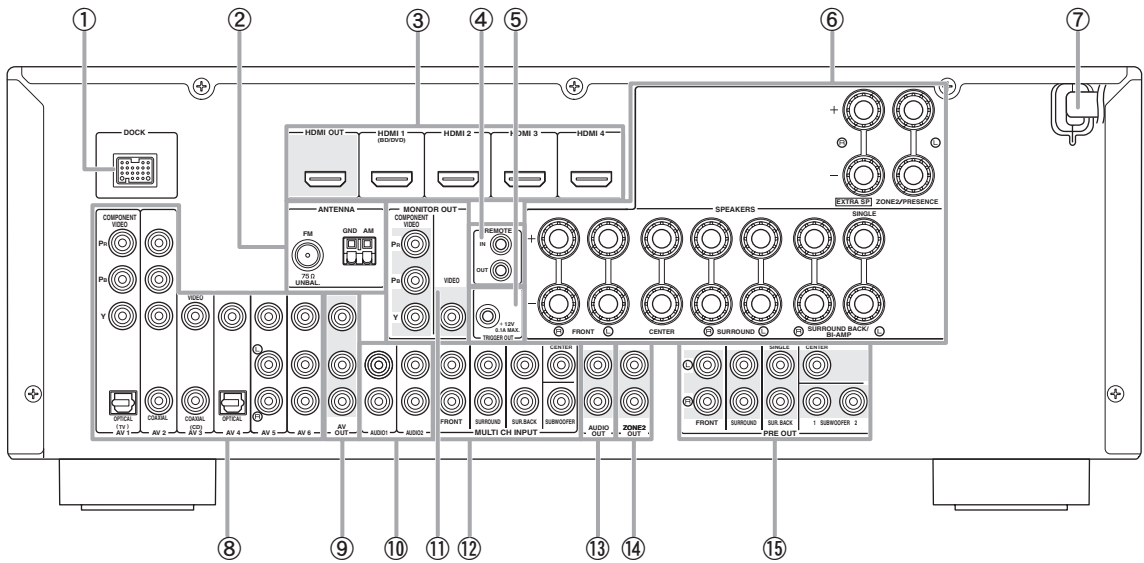 ① ② ③ ④ ⑤ ⑥ ⑦
DOCK
HDMI OUT HDMI 1 HDMI 2 HDMI 3 HDMI 4
(BD/DVD)
+ R L
–
EXTRA SP ZONE2/PRESENCE
COMPONENT
VIDEO
PR
PB
Y
VIDEO
ANTENNA
FM GND AM
75 Ω
UNBAL.
MONITOR OUT
COMPONENT
VIDEO
PR
PB
Y
VIDEO
REMOTE
IN
OUT
12V
0.1A MAX.
TRIGGER OUT
SPEAKERS
SINGLE
+
–
R FRONT L CENTER R SURROUND L R SURROUND BACK/ L
BI-AMP
L
R
OPTICAL COAXIAL COAXIAL OPTICAL
(TV) (CD)
AV 1 AV 2 AV 3 AV 4 AV 5 AV 6
AV
OUT
AUDIO1 AUDIO2
CENTER
FRONT SURROUND SUR.BACK SUBWOOFER
MULTI CH INPUT
AUDIO
OUT
ZONE2
OUT
SINGLE CENTER
L
R
FRONT SURROUND SUR. BACK 1 SUBWOOFER 2
PRE OUT
⑧ ⑨ ⑩ ⑪ ⑫ ⑬ ⑭ ⑮